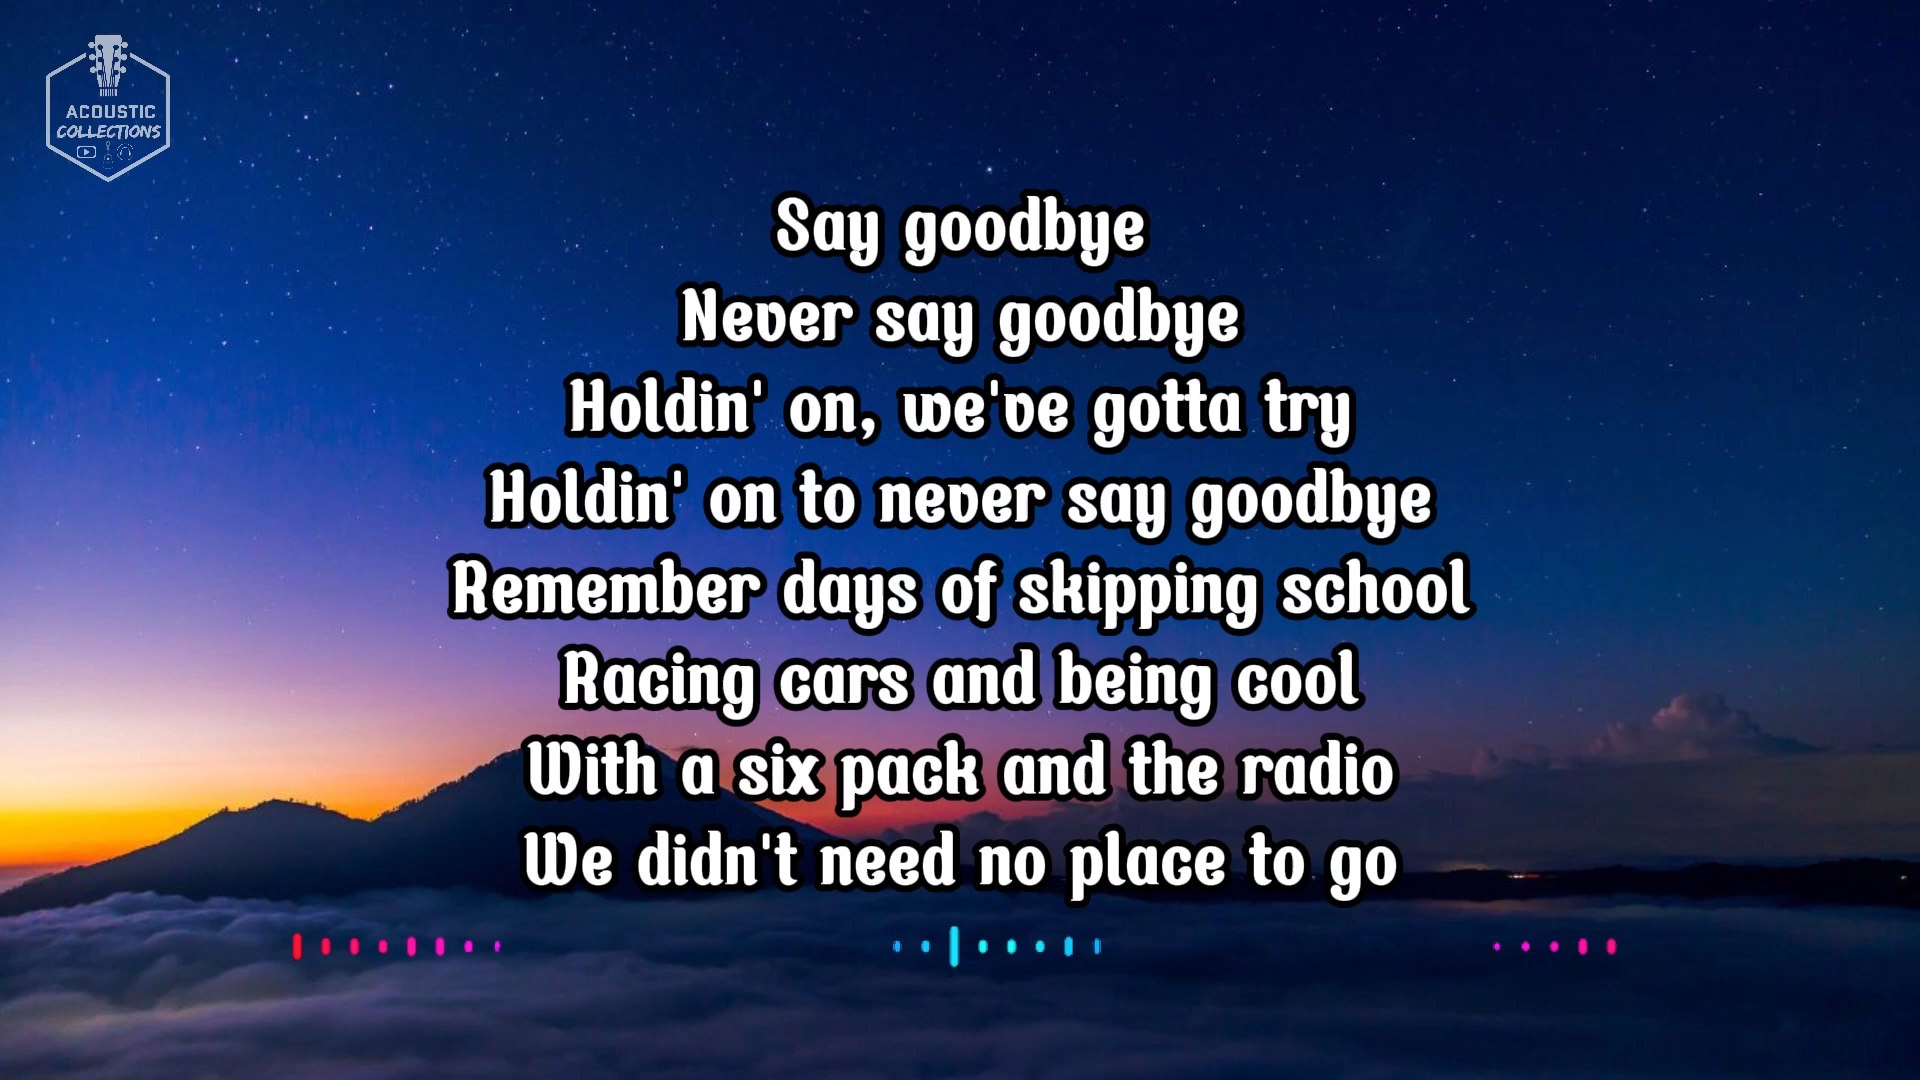 ACOUSTIC
COLLECTIONS
Say goodbye
Never say goodbye
Holdin' on, we've gotta try
Holdin' on to never say goodbye
Remember days of skipping school
Racing cars and being cool
With a six pack and the radio
We didn't need no place to go